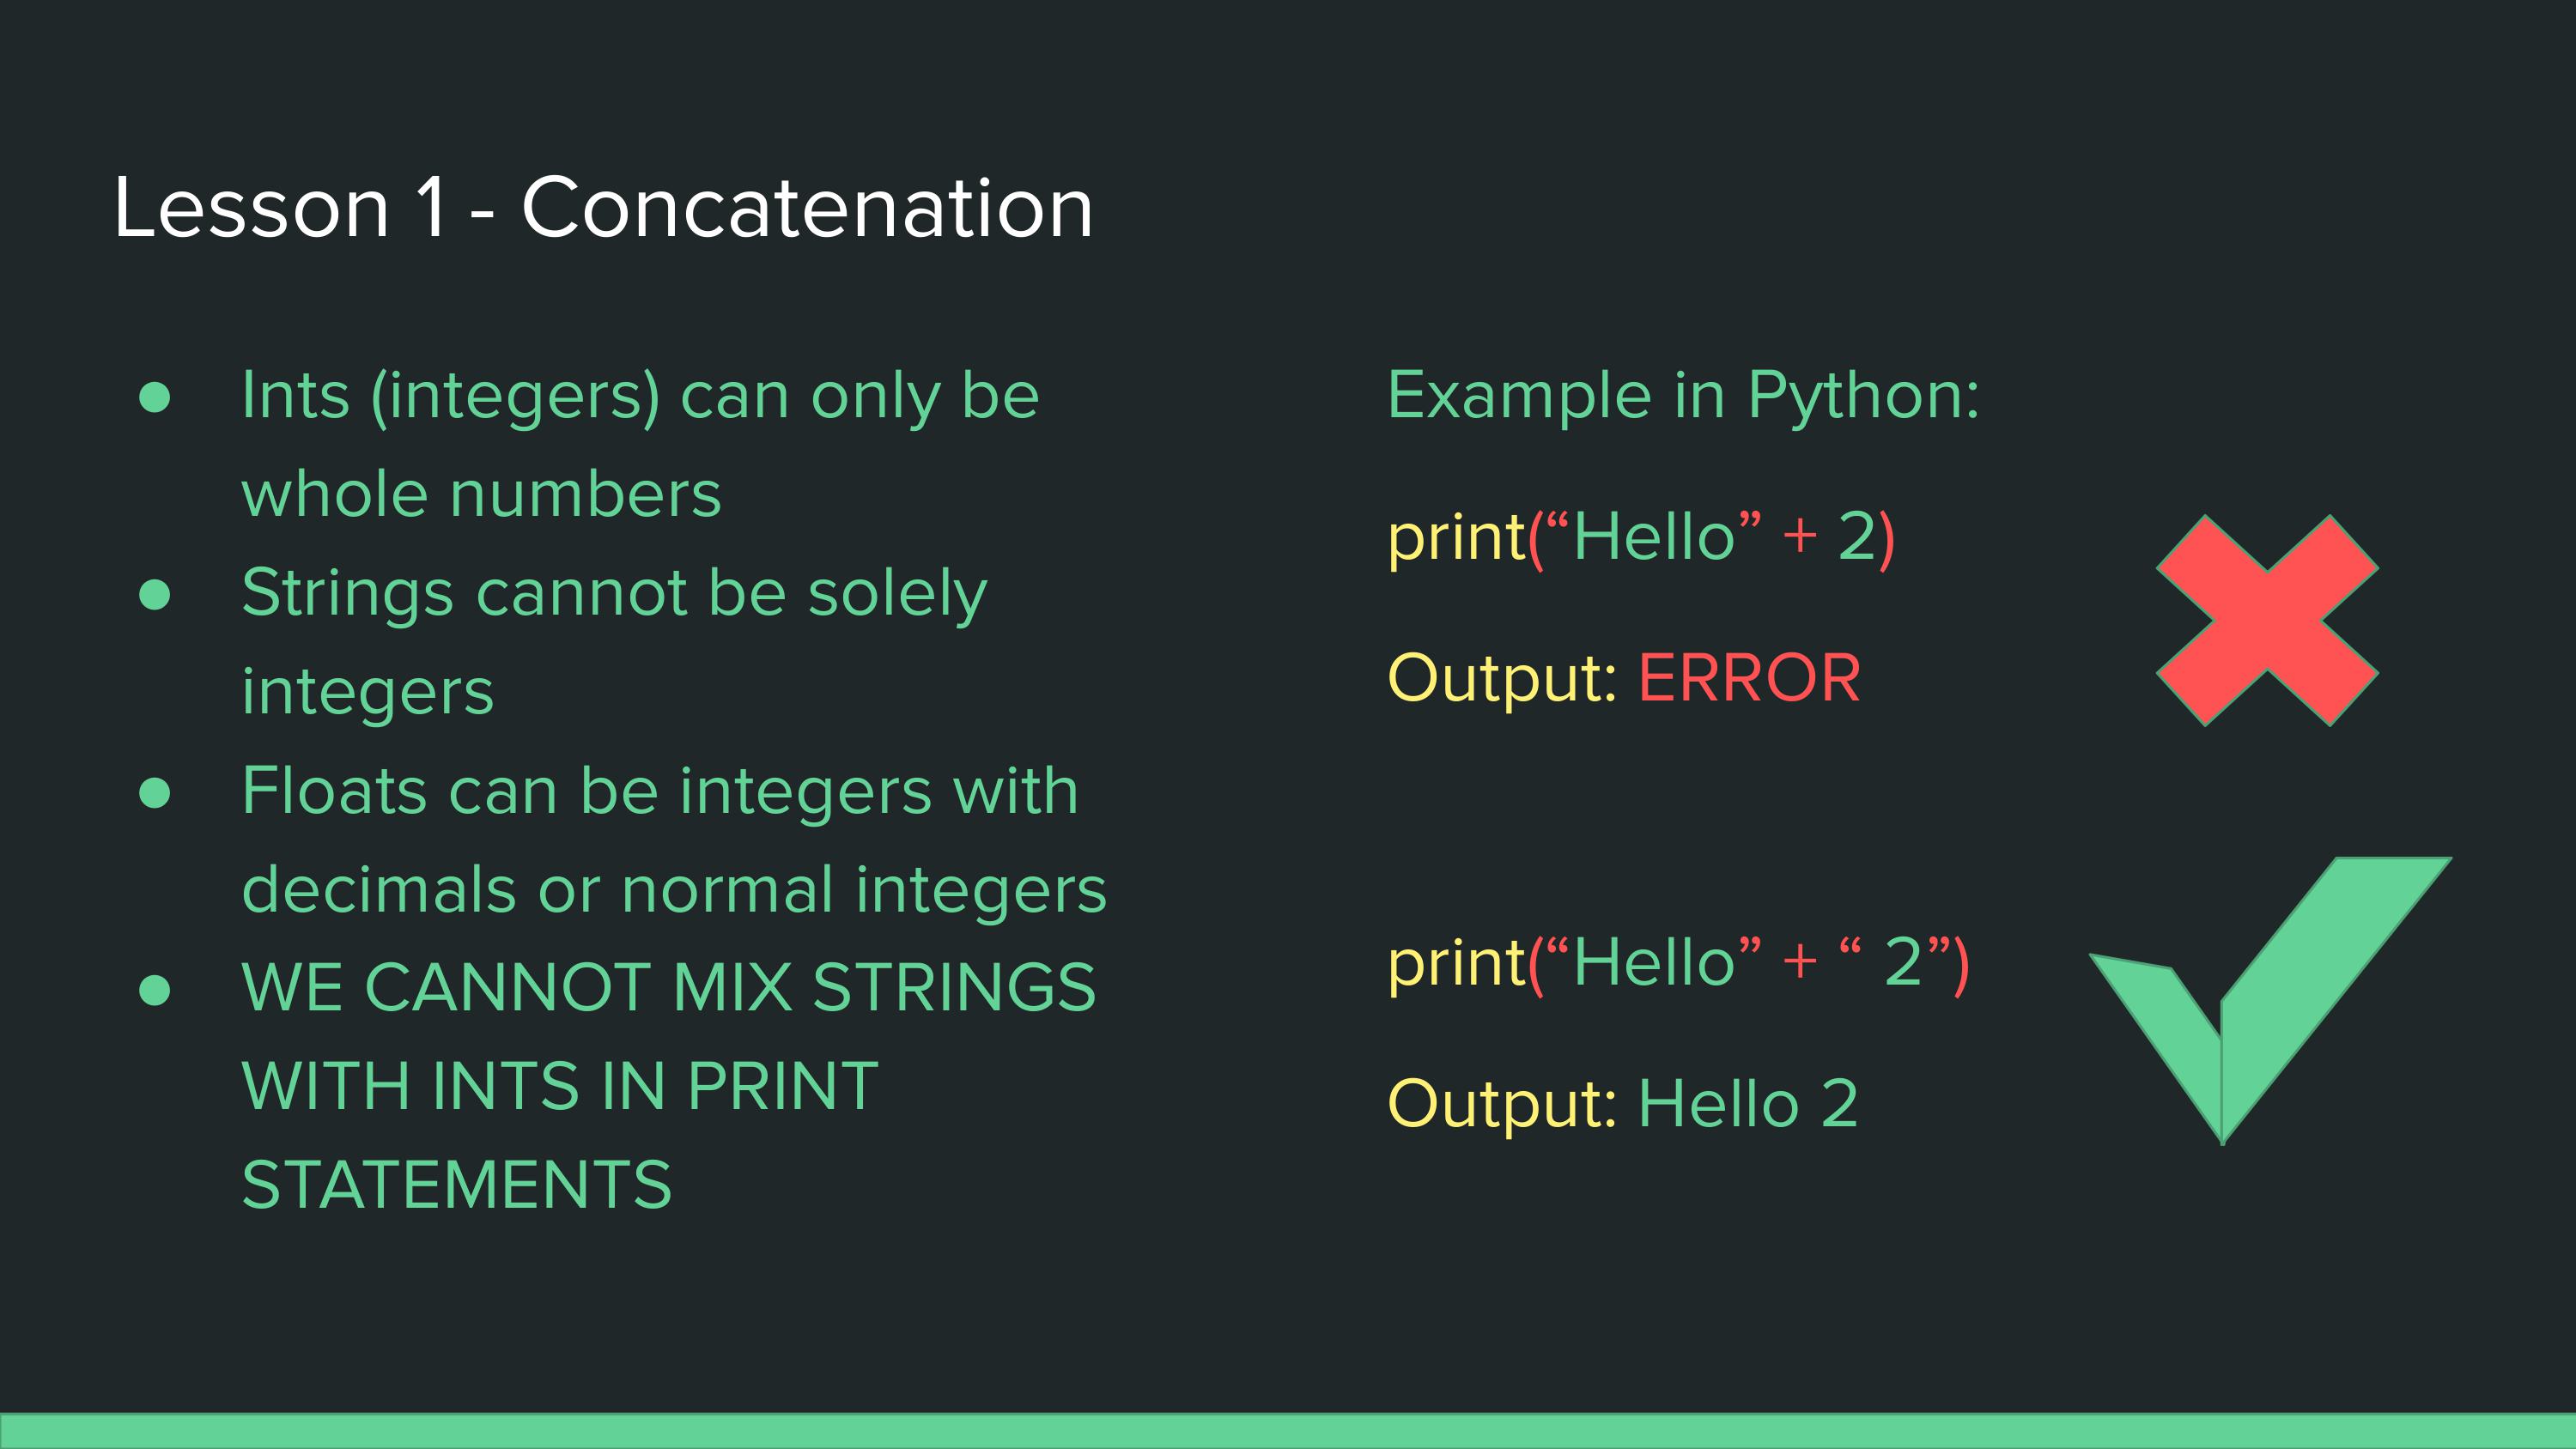 Lesson 1 - Concatenation
● Ints (integers) can only be
whole numbers
● Strings cannot be solely
integers
● Floats can be integers with
decimals or normal integers
● WE CANNOT MIX STRINGS
WITH INTS IN PRINT
STATEMENTS
Example in Python:
print(“Hello” + 2)
Output: ERROR
print(“Hello” + “ 2”)
Output: Hello 2